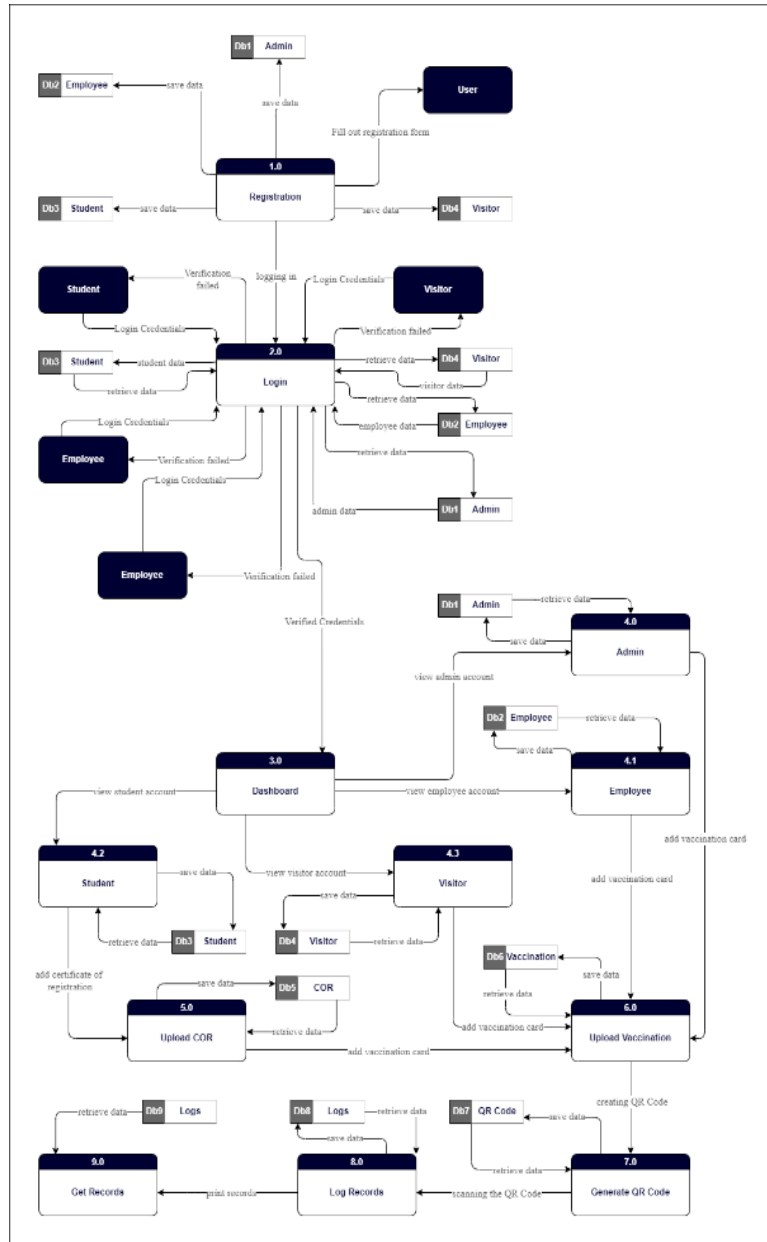 Db1 Admin
Db2 Employee
save data
save data
User
Fill out registration form
1.0
Registration
Db3 Student
save data
save data
Db4 Visitor
logging in
Student
Verification
failed
Login Credentials
Visitor
Login Credentials
Verification failed
2.0
Login
Db3 Student
student data
retrieve data
retrieve data
Db4 Visitor
visitor data
retrieve data
employee data
Db2 Employee
Login Credentials
Employee
Verification failed
Login Credentials
retrieve data
admin data
Db1 Admin
Employee
Verification failed
Verified Credentials
Db1 Admin
retrieve data
save data
4.0
Admin
view admin account
Db2 Employee
retrieve data
save data
3.0
Dashboard
4.1
Employee
view student account
view employee account
add vaccination card
4.2
Student
save data
retrieve data
Db3 Student
view visitor account
4.3
Visitor
save data
Db4 Visitor
retrieve data
add vaccination card
add certificate of
registration
save data
Db5 COR
retrieve data
5.0
Upload COR
Db6 Vaccination
save data
retrieve data
6.0
Upload Vaccination
add vaccination card
add vaccination card
creating QR Code
retrieve data
Db9 Logs
Db8 Logs
retrieve data
save data
Db7 QR Code
save data
retrieve data
9.0
Get Records
print records
8.0
Log Records
scanning the QR Code
7.0
Generate QR Code